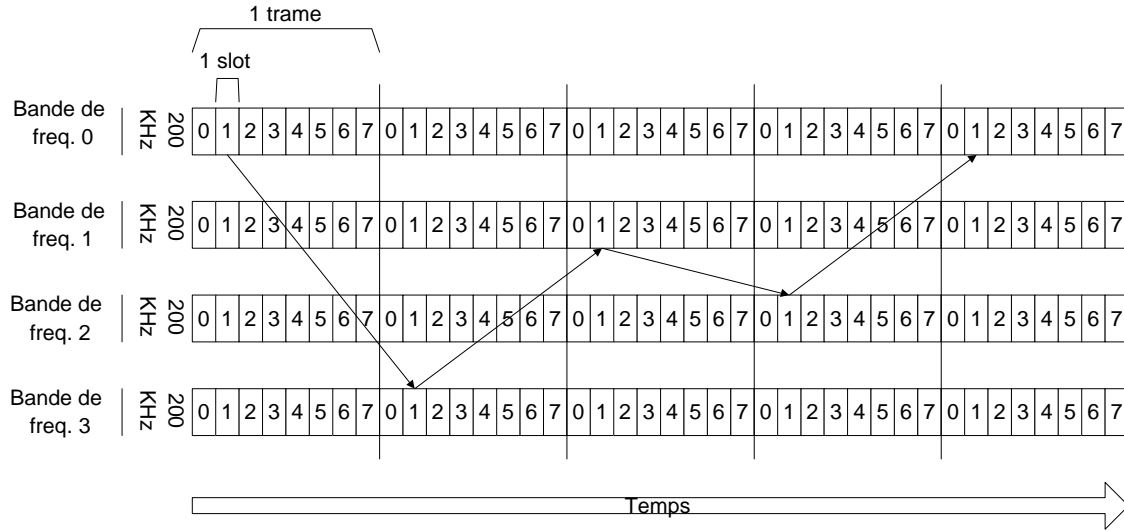 1 trame
1 slot
Bande de
freq. 0
200
KHz
0 1 2 3 4 5 6 7 0 1 2 3 4 5 6 7 0 1 2 3 4 5 6 7 0 1 2 3 4 5 6 7 0 1 2 3 4 5 6 7
Bande de
freq. 1
200
KHz
0 1 2 3 4 5 6 7 0 1 2 3 4 5 6 7 0 1 2 3 4 5 6 7 0 1 2 3 4 5 6 7 0 1 2 3 4 5 6 7
Bande de
freq. 2
200
KHz
0 1 2 3 4 5 6 7 0 1 2 3 4 5 6 7 0 1 2 3 4 5 6 7 0 1 2 3 4 5 6 7 0 1 2 3 4 5 6 7
Bande de
freq. 3
200
KHz
0 1 2 3 4 5 6 7 0 1 2 3 4 5 6 7 0 1 2 3 4 5 6 7 0 1 2 3 4 5 6 7 0 1 2 3 4 5 6 7
Temps